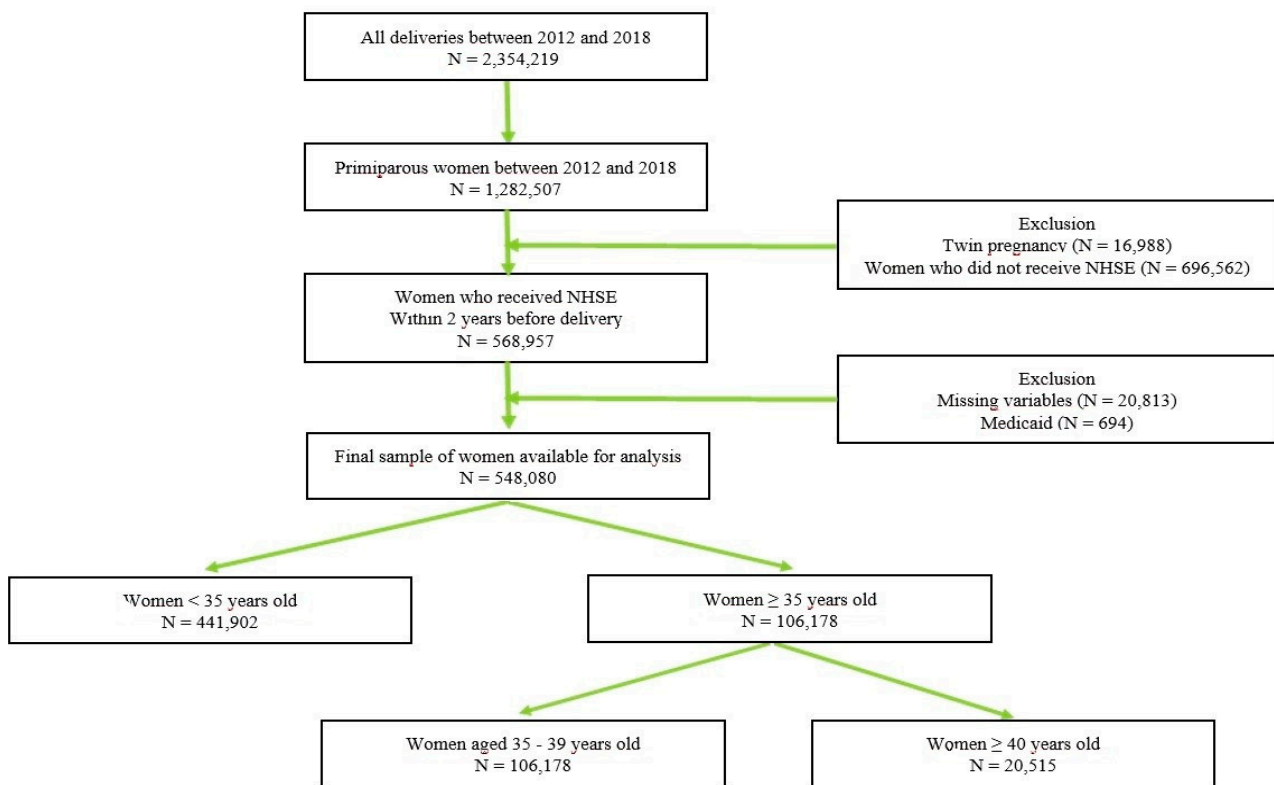 All deliveries between 2012 and 2018
N = 2,354,219
Primiparous women between 2012 and 2018
N = 1,282,507
Exclusion
Twin pregnancy (N = 16,988)
Women who did not receive NHSE (N = 696,562)
Women who received NHSE
Within 2 years before delivery
N = 568,957
Exclusion
Missing variables (N = 20,813)
Medicaid (N = 694)
Final sample of women available for analysis
N = 548,080
Women < 35 years old
N = 441,902
Women ≥ 35 years old
N = 106,178
Women aged 35 - 39 years old
N = 106,178
Women ≥ 40 years old
N = 20,515